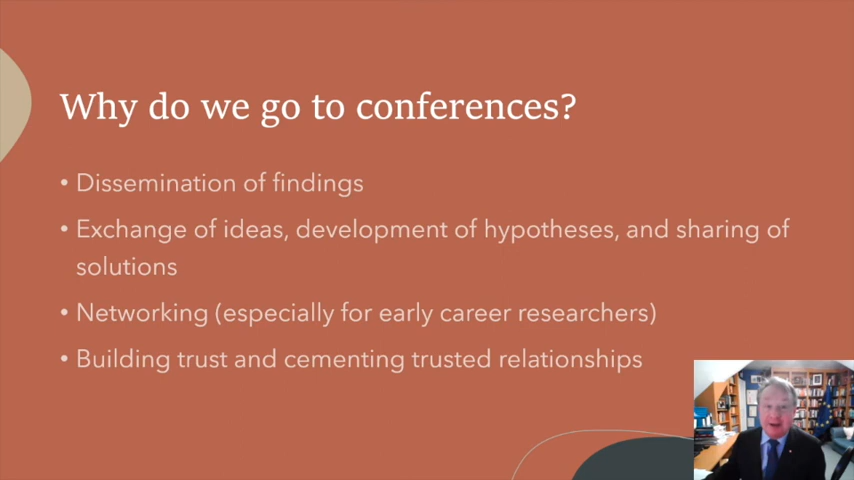 Why do we go to conferences?
• Dissemination of findings
• Exchange of ideas, development of hypotheses, and sharing of
solutions
• Networking (especially for early career researchers)
• Building trust and cementing trusted relationships